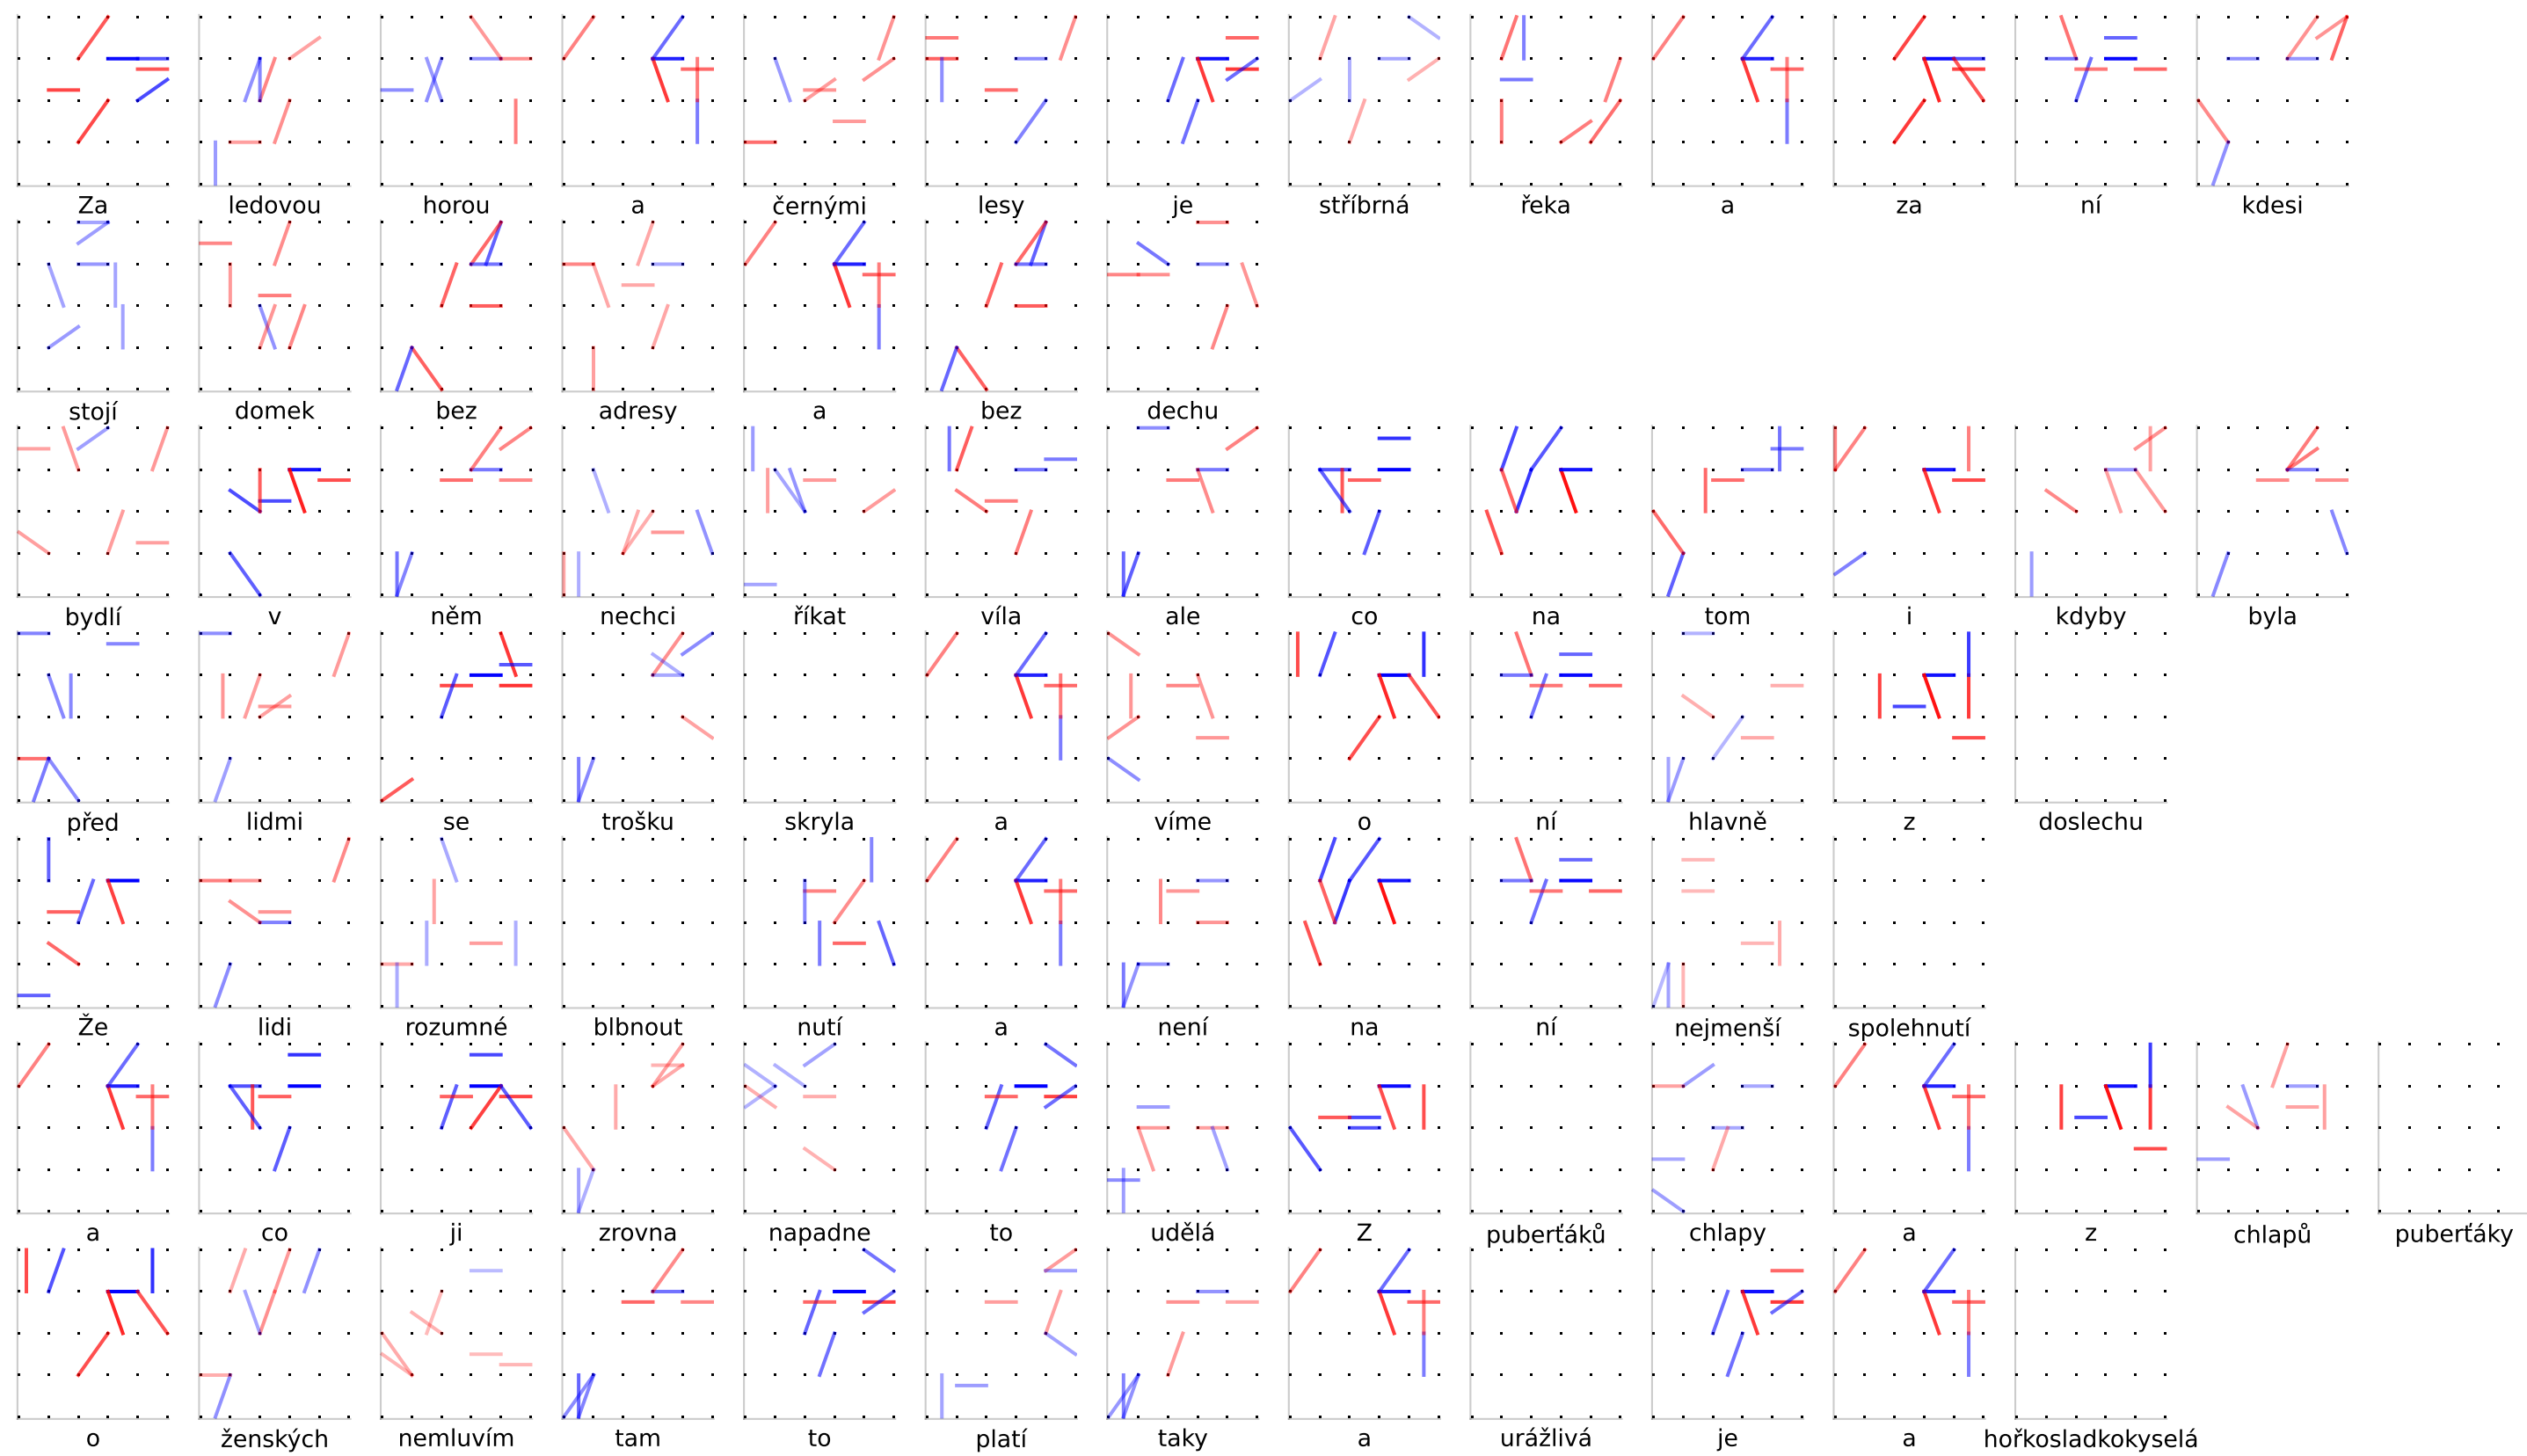 Za ledovou horou a černými lesy je stříbrná řeka a za ní kdesi
stojí domek bez adresy a bez dechu
bydlí v něm nechci říkat víla ale co na tom i kdyby byla
před lidmi se trošku skryla a víme o ní hlavně z doslechu
Že lidi rozumné blbnout nutí a není na ní nejmenší spolehnutí
a co ji zrovna napadne to udělá Z puberťáků chlapy a z chlapů puberťáky
o ženských nemluvím tam to platí taky a urážlivá je a hořkosladkokyselá